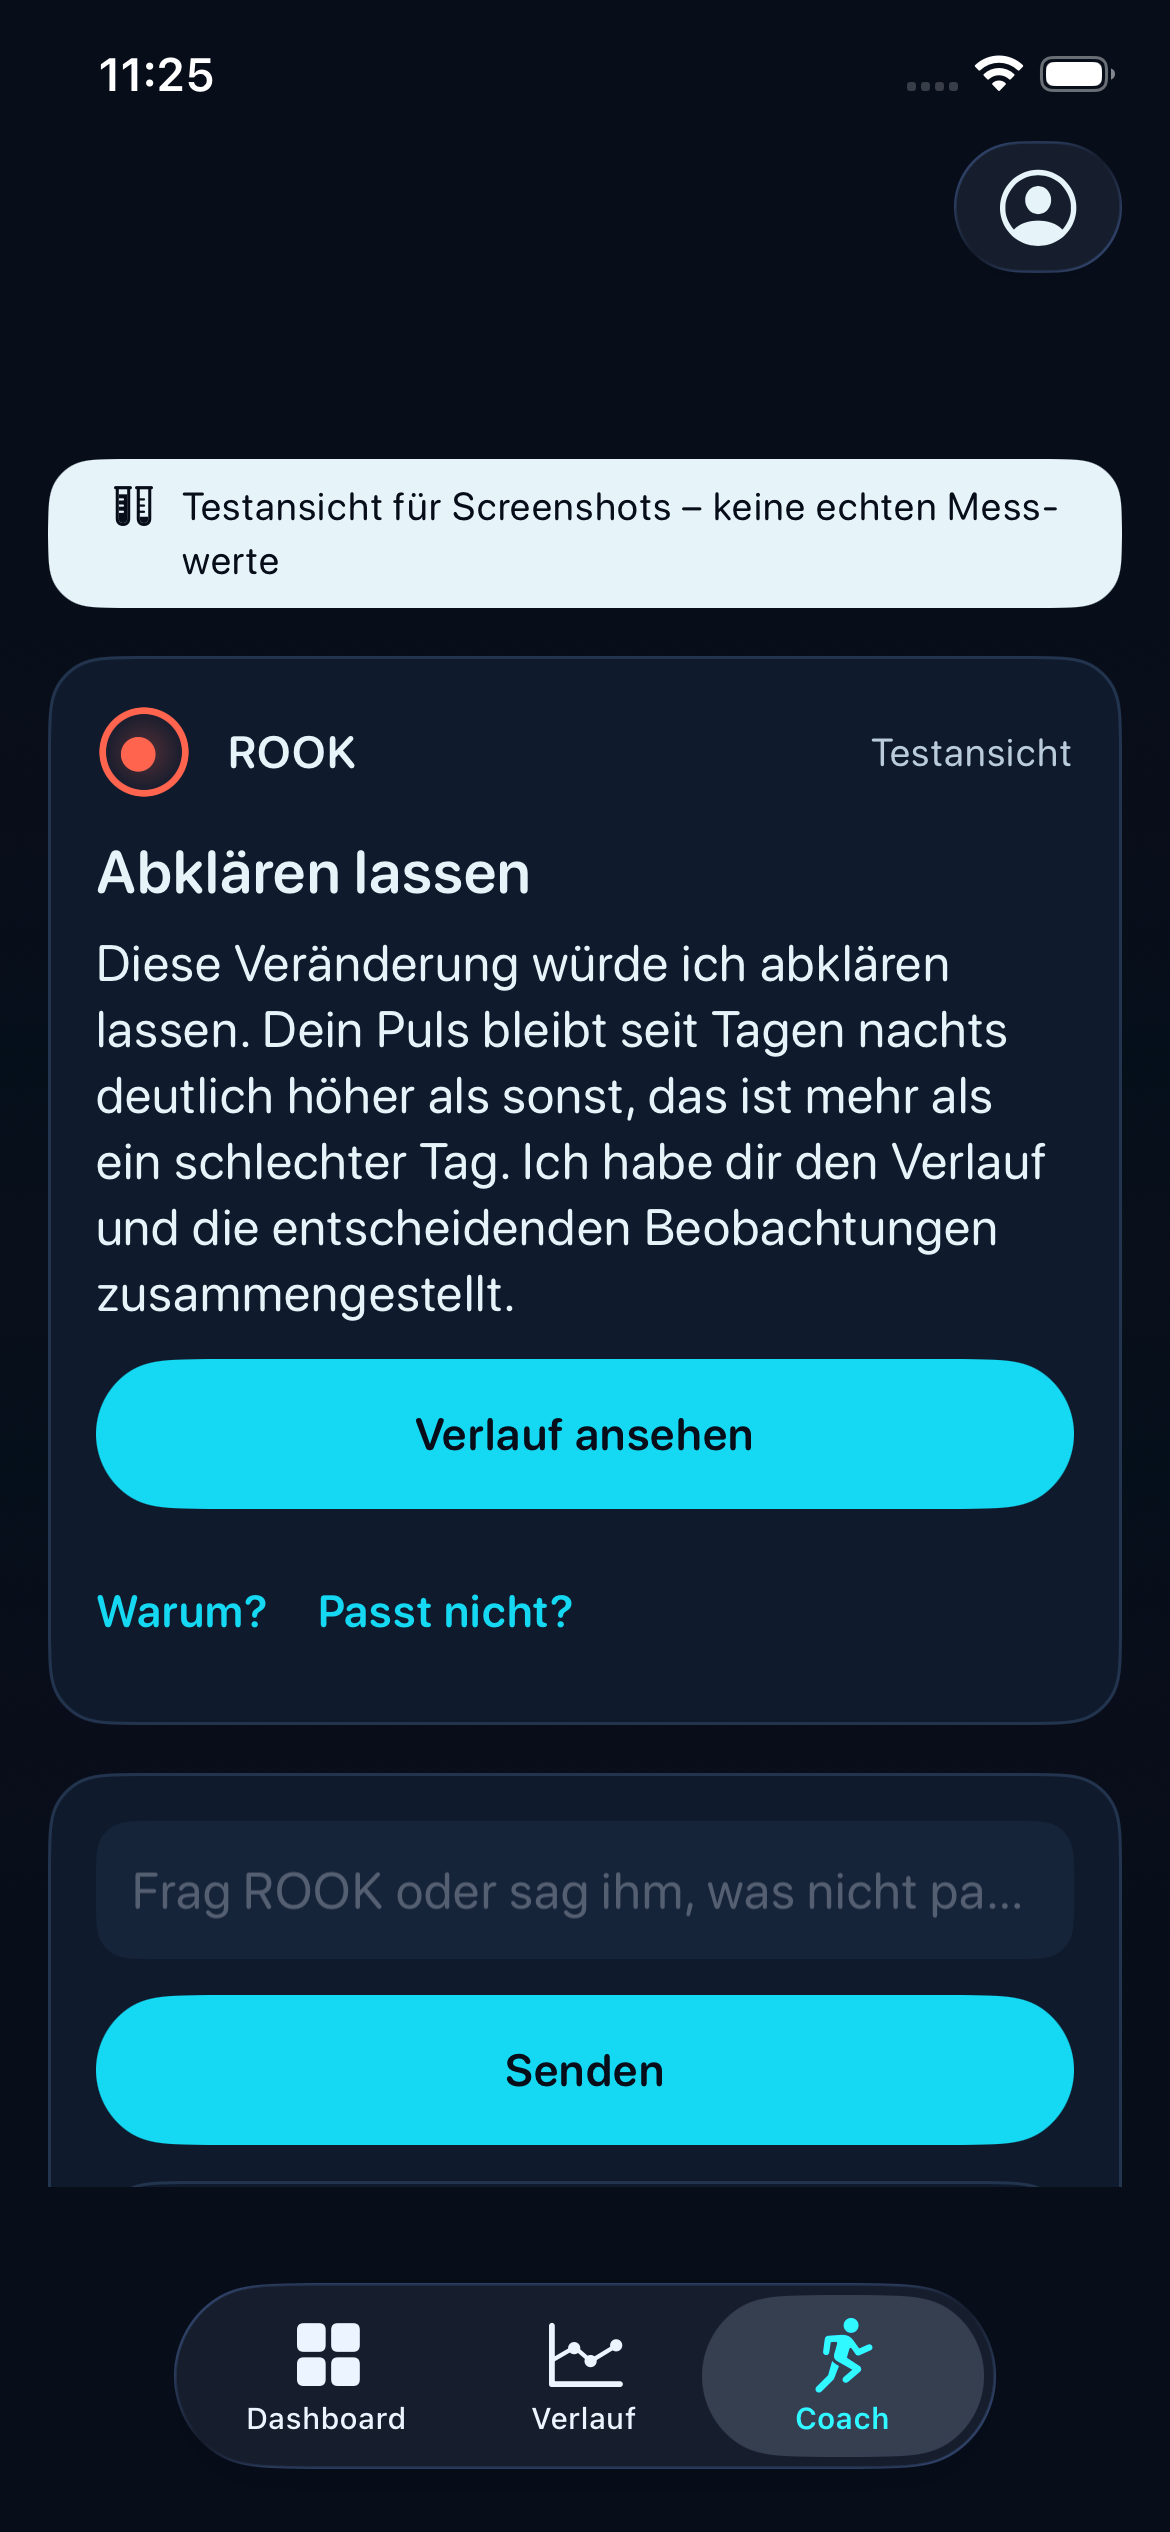 11:25
Testansicht für Screenshots – keine echten Mess-
werte
ROOK
Testansicht
Abklären lassen
Diese Veränderung würde ich abklären
lassen. Dein Puls bleibt seit Tagen nachts
deutlich höher als sonst, das ist mehr als
ein schlechter Tag. Ich habe dir den Verlauf
und die entscheidenden Beobachtungen
zusammengestellt.
Verlauf ansehen
Warum? Passt nicht?
Frag ROOK oder sag ihm, was nicht pa...
Senden
Dashboard Verlauf Coach